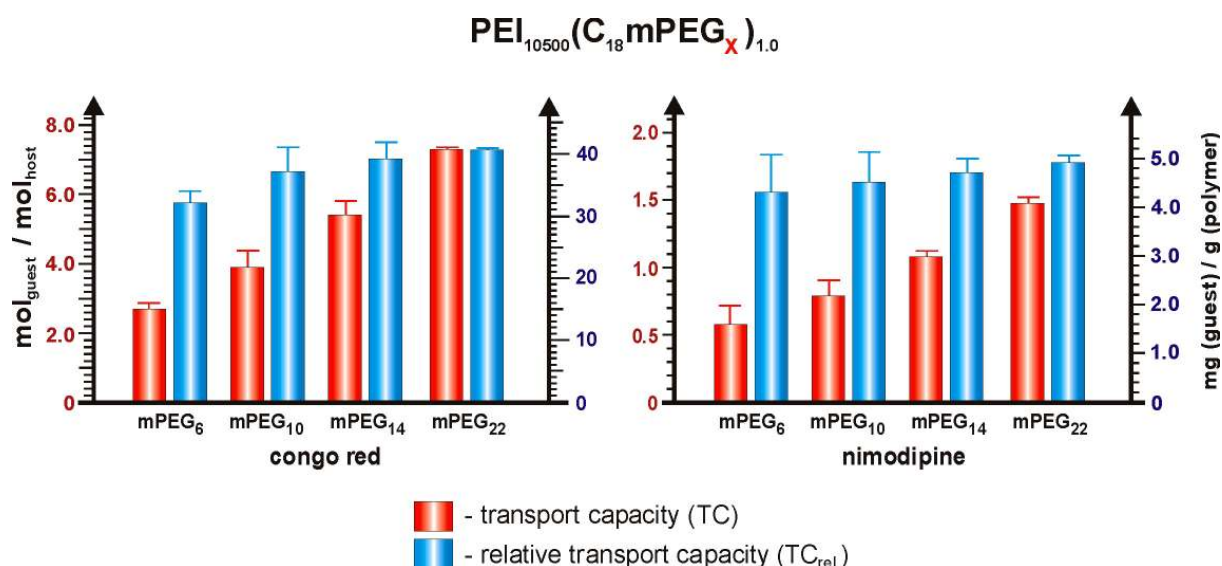 PEI10500(C18mPEGX)1.0
molguest / molhost
8.0
6.0
4.0
2.0
0
40
30
20
10
0
mPEG6 mPEG10 mPEG14 mPEG22
congo red
2.0
1.5
1.0
0.5
0
5.0
4.0
3.0
2.0
1.0
0
mg (guest) / g (polymer)
mPEG6 mPEG10 mPEG14 mPEG22
nimodipine
- transport capacity (TC)
- relative transport capacity (TCrel)